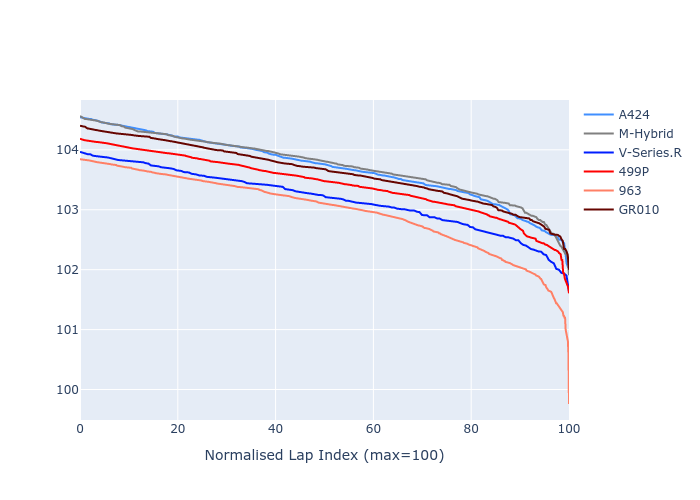 A424
M-Hybrid
V-Series.R
499P
963
GR010
104
103
102
101
100
0 20 40 60 80 100
Normalised Lap Index (max=100)